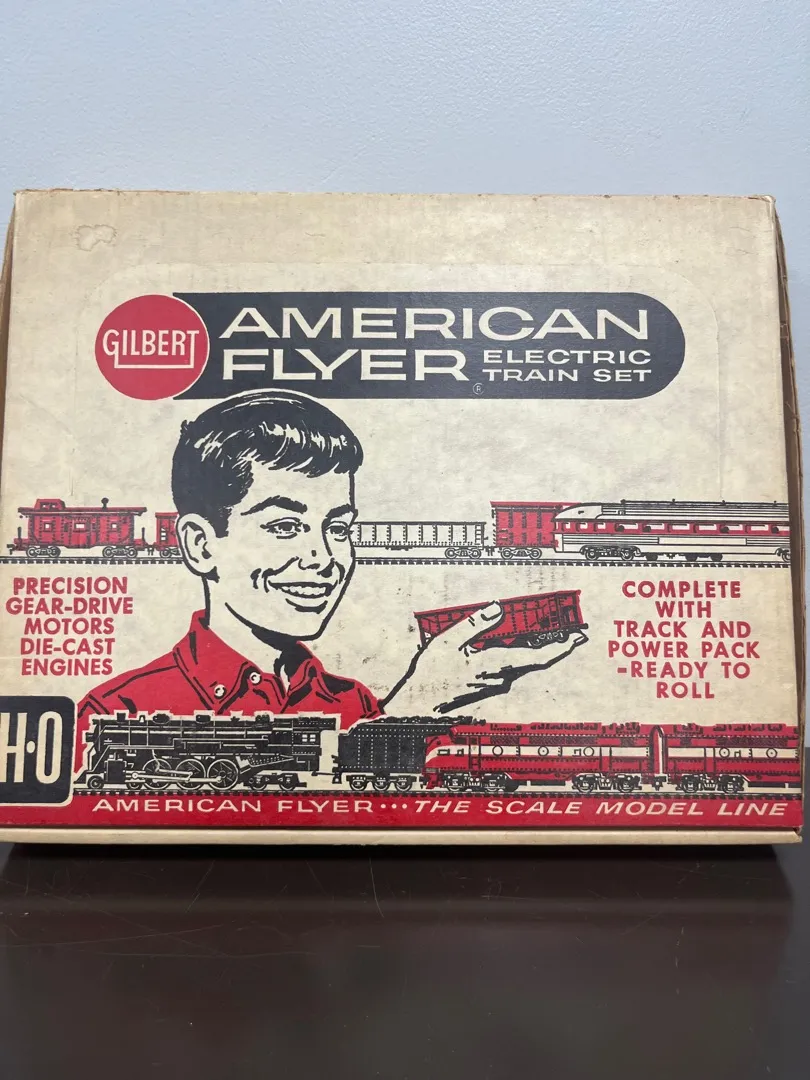 GILBERT
AMERICAN
FLYER
ELECTRIC
TRAIN SET
®
PRECISION
GEAR-DRIVE
MOTORS
DIE-CAST
ENGINES
COMPLETE
WITH
TRACK AND
POWER PACK
-READY TO
ROLL
H•O
AMERICAN FLYER•••THE SCALE MODEL LINE